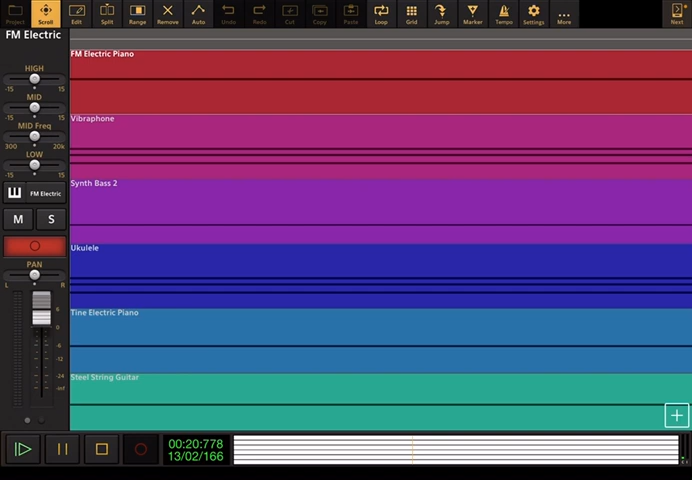 Project Scroll Edit Split Range Remove Auto Undo Redo Cut Copy Paste Loop Grid Jump Marker Tempo Settings More Next
FM Electric
HIGH
-15 15
MID
-15 15
MID Freq
300 20k
LOW
-15 15
FM Electric
M S
PAN
L R
6
0
-6
-12
-24
-inf
FM Electric Piano
Vibraphone
Synth Bass 2
Ukulele
Tine Electric Piano
Steel String Guitar
00:20:778
13/02/166